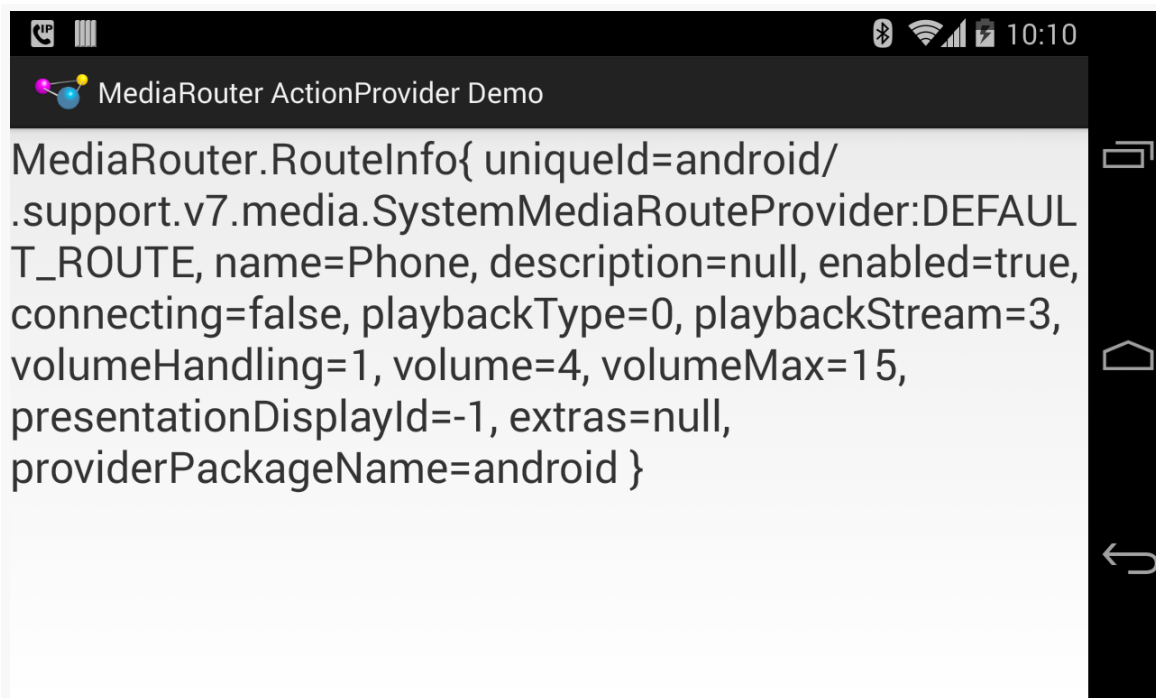 IP
10:10
MediaRouter ActionProvider Demo
MediaRouter.RouteInfo{ uniqueId=android/
.support.v7.media.SystemMediaRouteProvider:DEFAUL
T_ROUTE, name=Phone, description=null, enabled=true,
connecting=false, playbackType=0, playbackStream=3,
volumeHandling=1, volume=4, volumeMax=15,
presentationDisplayId=-1, extras=null,
providerPackageName=android }